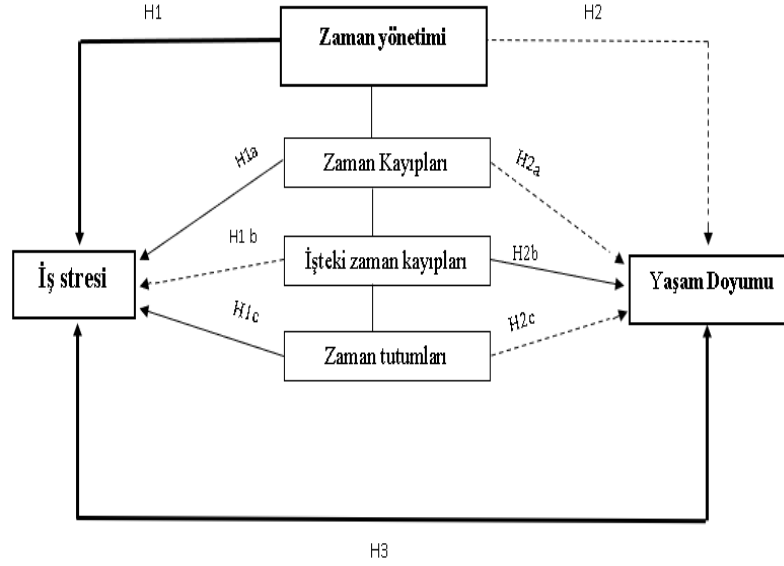 H1
H2
Zaman yönetimi
H1a
Zaman Kayıpları
H2a
H1 b
İşteki zaman kayıpları
H2b
İş stresi
Yaşam Doyumu
H1c
Zaman tutumları
H2c
H3